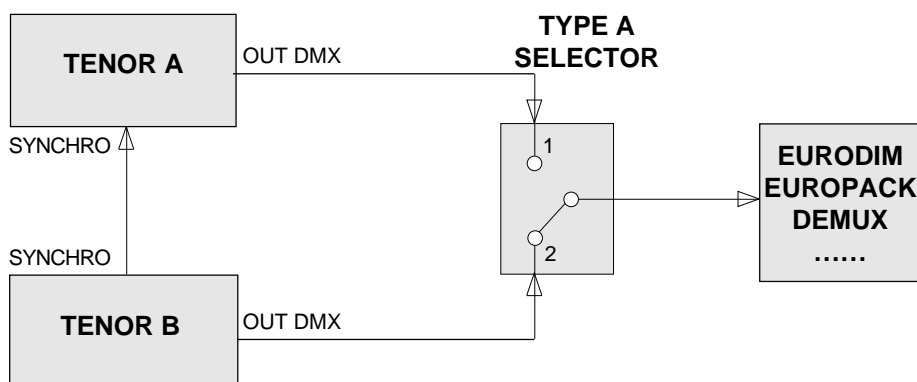 TYPE A
SELECTOR
TENOR A
OUT DMX
SYNCHRO
1
2
EURODIM
EUROPACK
DEMUX
......
SYNCHRO
TENOR B
OUT DMX